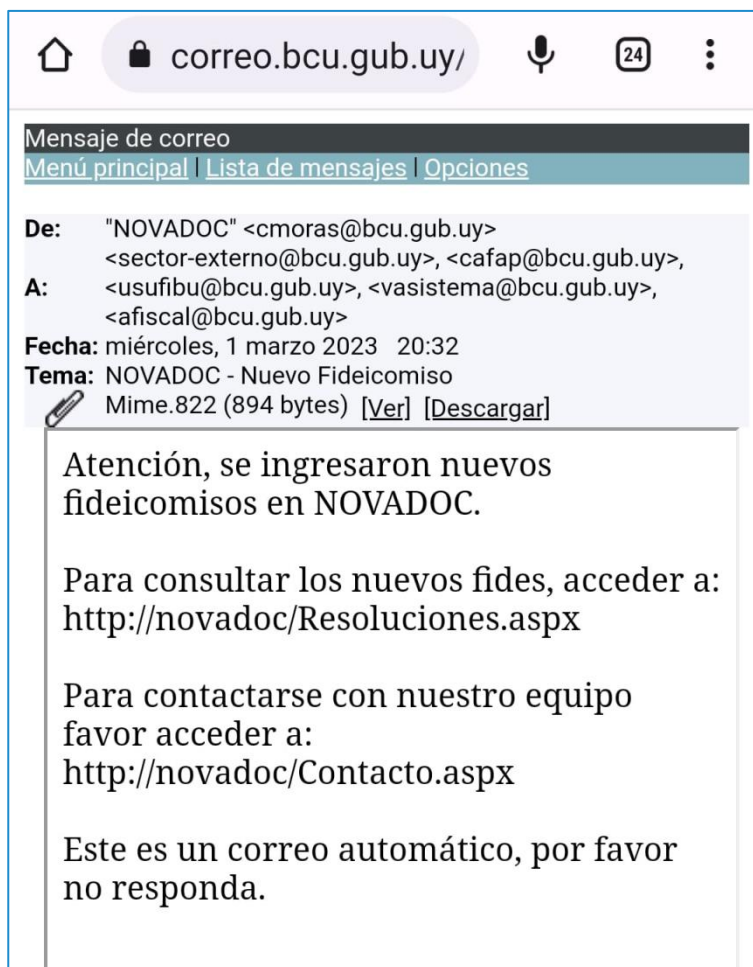 correo.bcu.gub.uy/
24
Mensaje de correo
Menú principal | Lista de mensajes | Opciones
De: "NOVADOC" <cmoras@bcu.gub.uy>
<sector-externo@bcu.gub.uy>, <cafap@bcu.gub.uy>,
A: <usufibu@bcu.gub.uy>, <vasistema@bcu.gub.uy>,
<afiscal@bcu.gub.uy>
Fecha: miércoles, 1 marzo 2023 20:32
Tema: NOVADOC - Nuevo Fideicomiso
Mime.822 (894 bytes) [Ver] [Descargar]
Atención, se ingresaron nuevos
fideicomisos en NOVADOC.
Para consultar los nuevos fides, acceder a:
http://novadoc/Resoluciones.aspx
Para contactarse con nuestro equipo
favor acceder a:
http://novadoc/Contacto.aspx
Este es un correo automático, por favor
no responda.